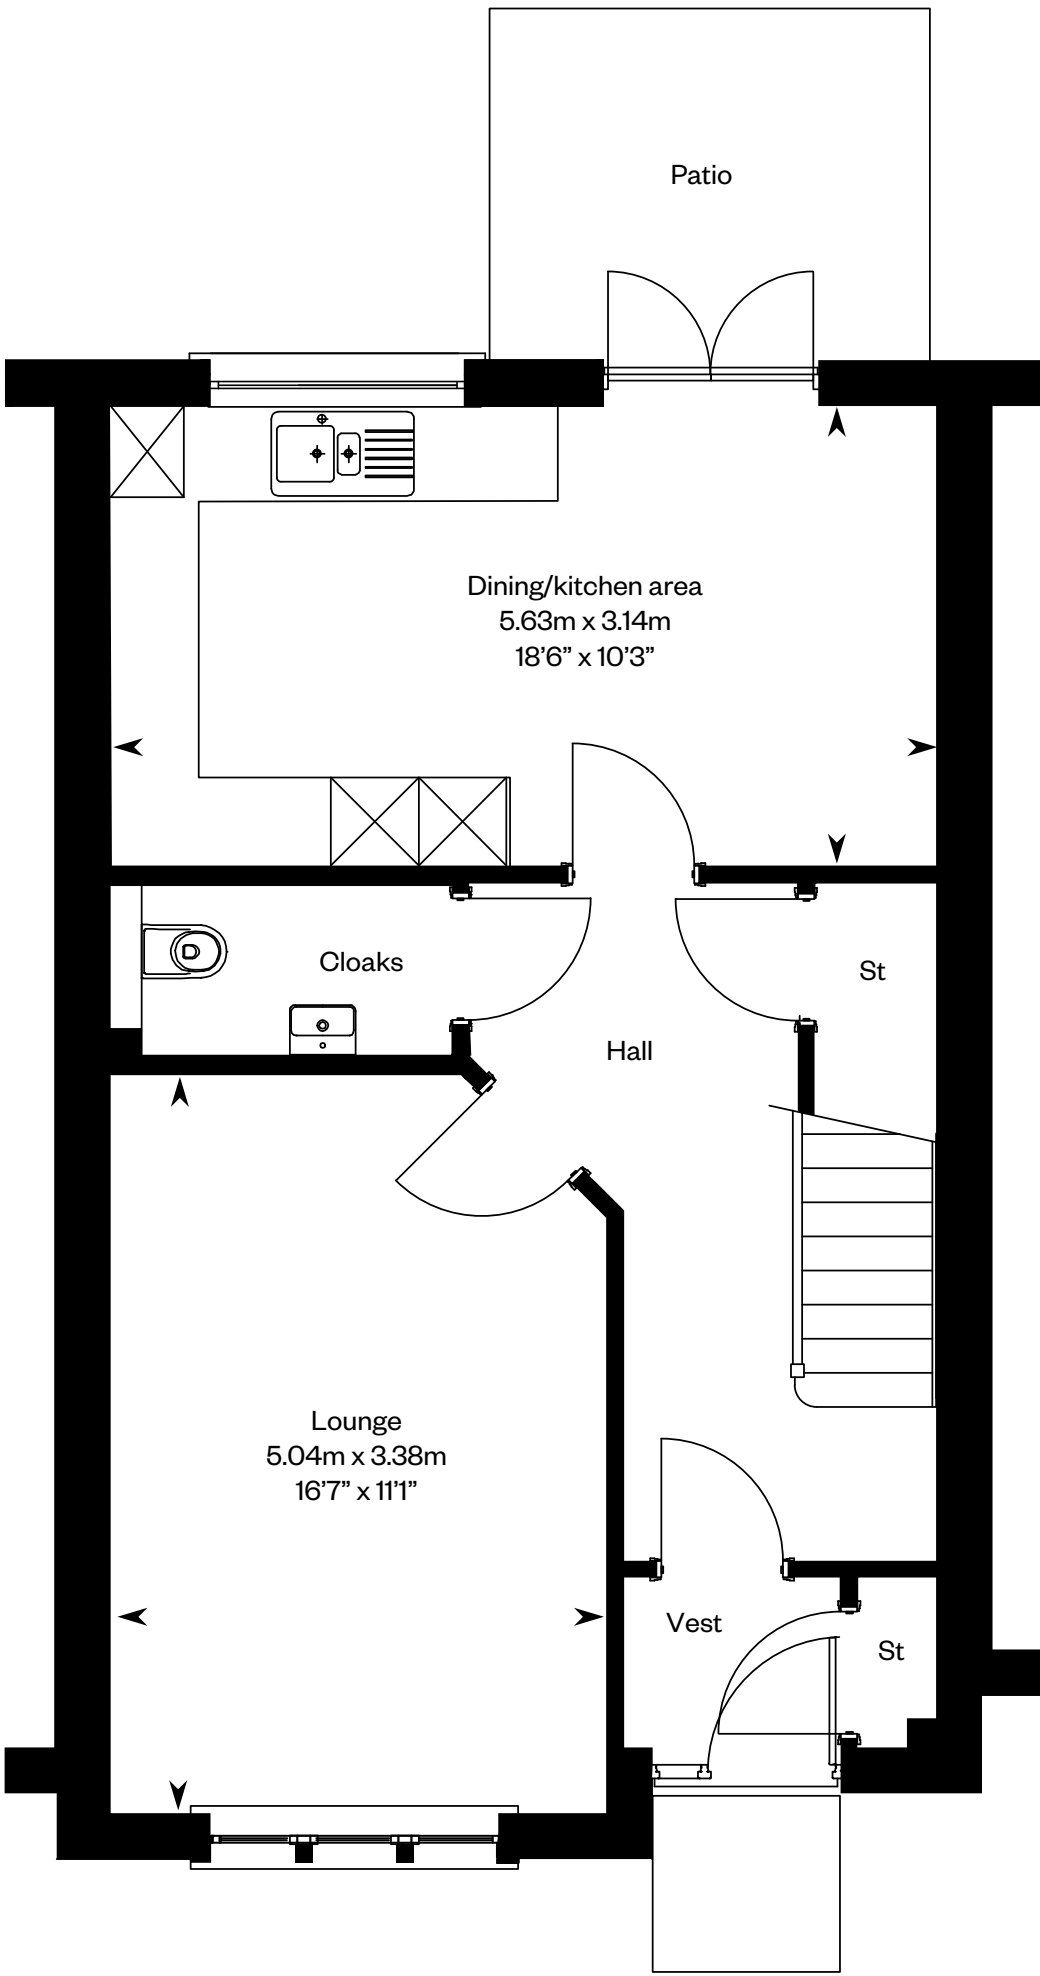 Patio
Dining/kitchen area
5.63m x 3.14m
18’6” x 10’3”
Cloaks
St
Hall
Lounge
5.04m x 3.38m
16’7” x 11’1”
Vest
St